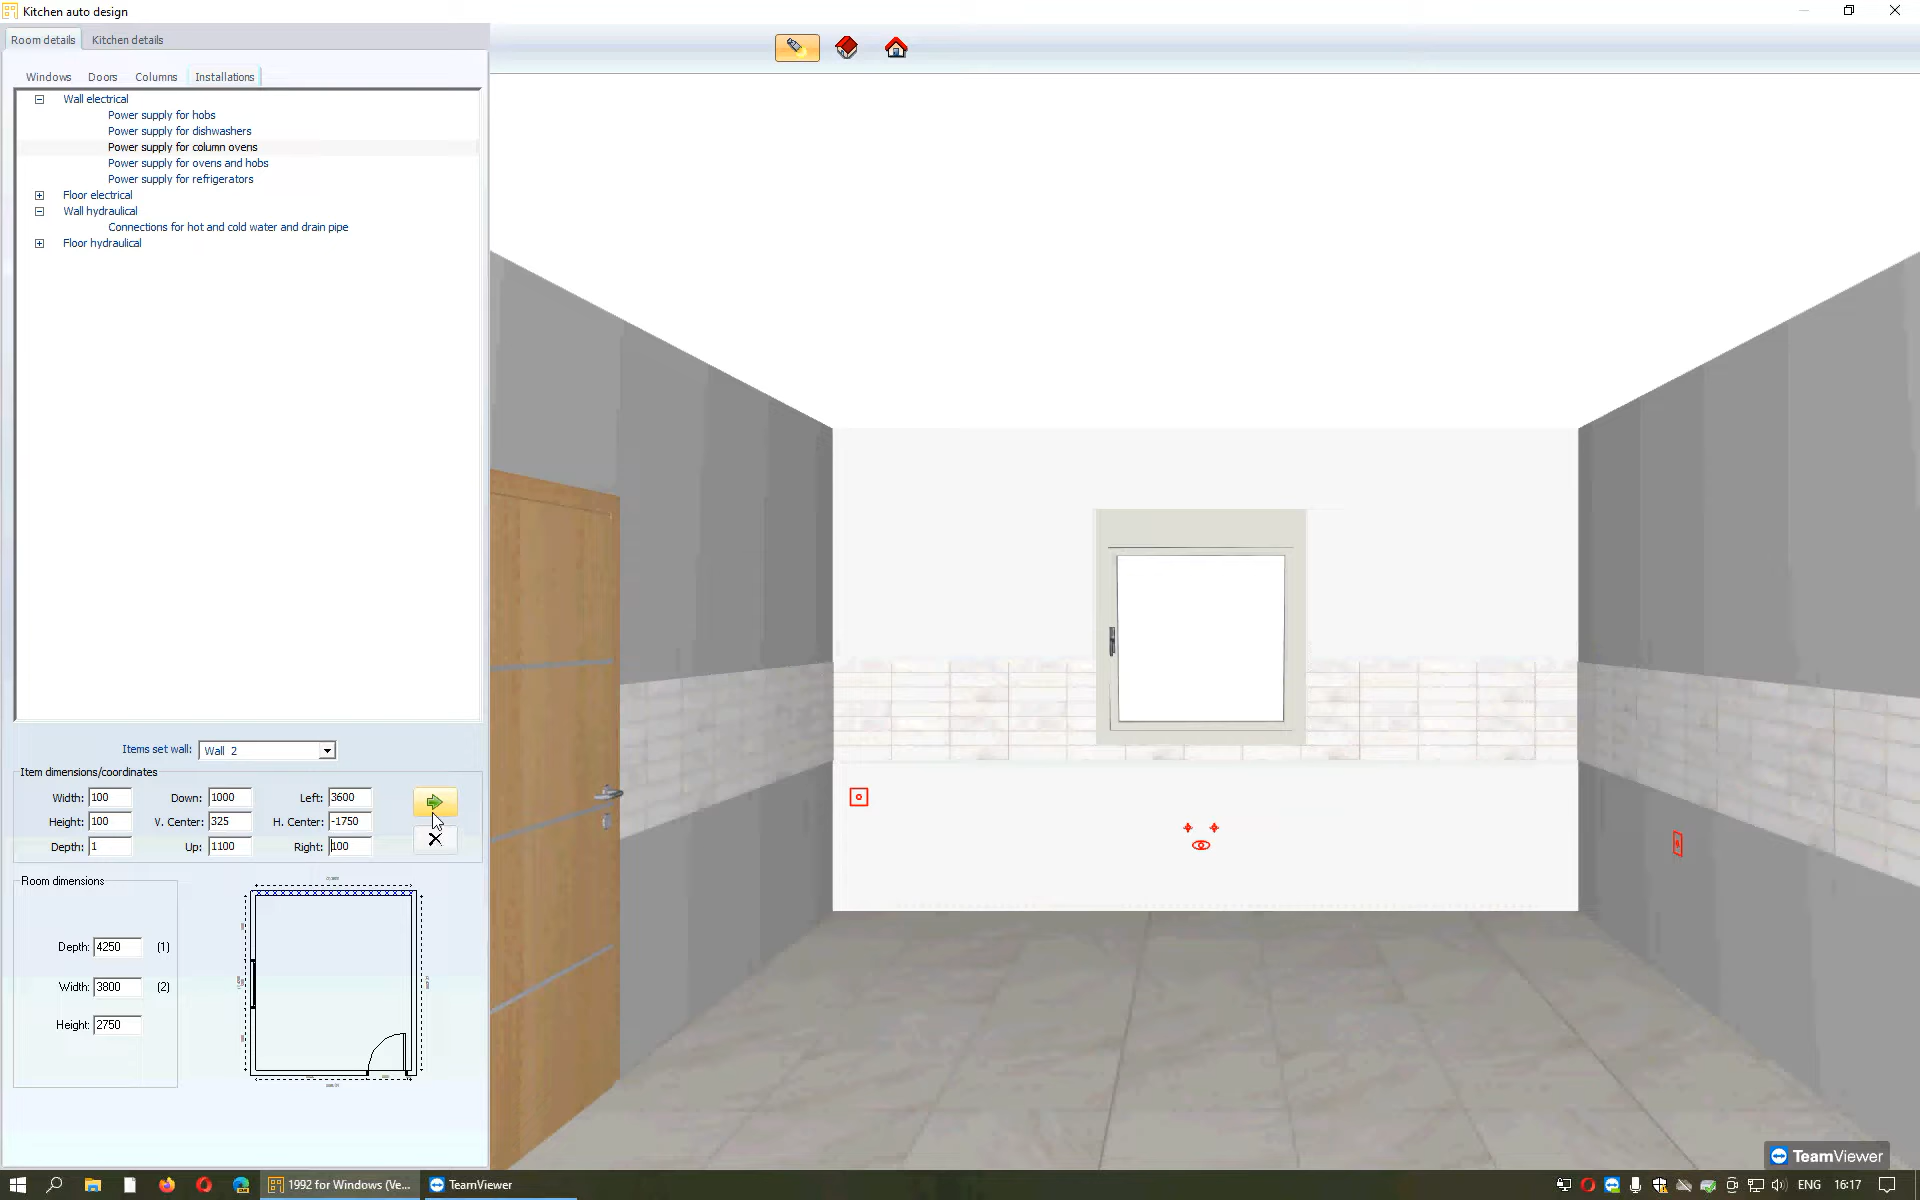 Kitchen auto design
Room details Kitchen details
Windows Doors Columns Installations
Wall electrical
Power supply for hobs
Power supply for dishwashers
Power supply for column ovens
Power supply for ovens and hobs
Power supply for refrigerators
Floor electrical
Wall hydraulical
Connections for hot and cold water and drain pipe
Floor hydraulical
Items set wall: Wall 2
Item dimensions/coordinates
Width: 100 Down: 1000 Left: 3600
Height: 100 V. Center: 325 H. Center: -1750
Depth: 1 Up: 1100 Right: 100
Room dimensions
Depth: 4250 (1)
Width: 3800 (2)
Height: 2750
TeamViewer
1992 for Windows (Ve... TeamViewer ENG 16:17